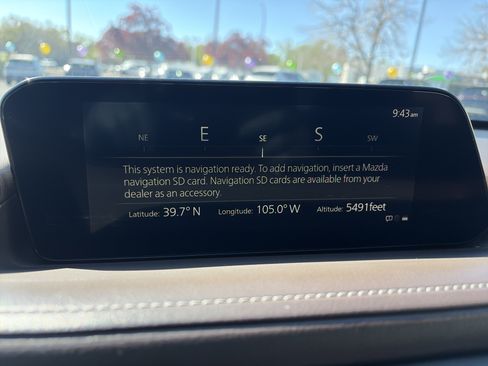 9:43am
NE E SE S SW
This system is navigation ready. To add navigation, insert a Mazda
navigation SD card. Navigation SD cards are available from your
dealer as an accessory.
Latitude: 39.7° N Longitude: 105.0° W Altitude: 5491feet